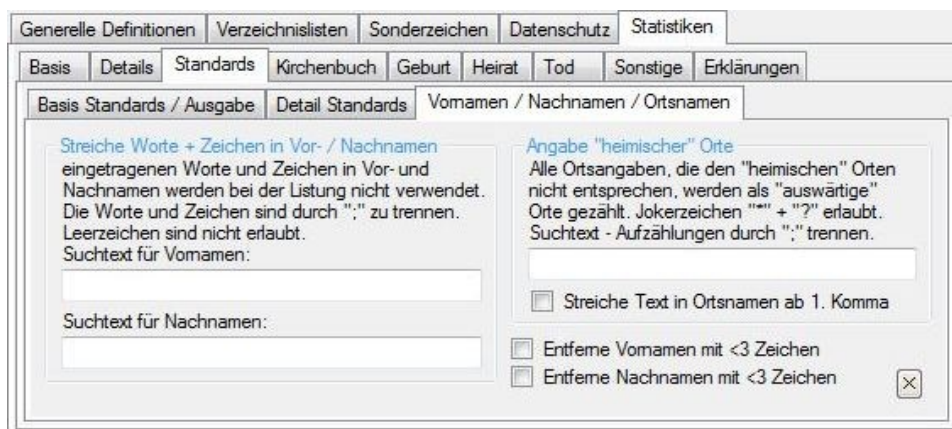 Generelle Definitionen Verzeichnislisten Sonderzeichen Datenschutz Statistiken
Basis Details Standards Kirchenbuch Geburt Heirat Tod Sonstige Erklärungen
Basis Standards / Ausgabe Detail Standards Vornamen / Nachnamen / Ortsnamen
Streiche Worte + Zeichen in Vor- / Nachnamen
eingetragenen Worte und Zeichen in Vor- und
Nachnamen werden bei der Listung nicht verwendet.
Die Worte und Zeichen sind durch ";" zu trennen.
Leerzeichen sind nicht erlaubt.
Suchtext für Vornamen:
Suchtext für Nachnamen:
Angabe "heimischer" Orte
Alle Ortsangaben, die den "heimischen" Orten
nicht entsprechen, werden als "auswärtige"
Orte gezählt. Jokerzeichen "*" + "?" erlaubt.
Suchtext - Aufzählungen durch ";" trennen.
Streiche Text in Ortsnamen ab 1. Komma
Entferne Vornamen mit <3 Zeichen
Entferne Nachnamen mit <3 Zeichen